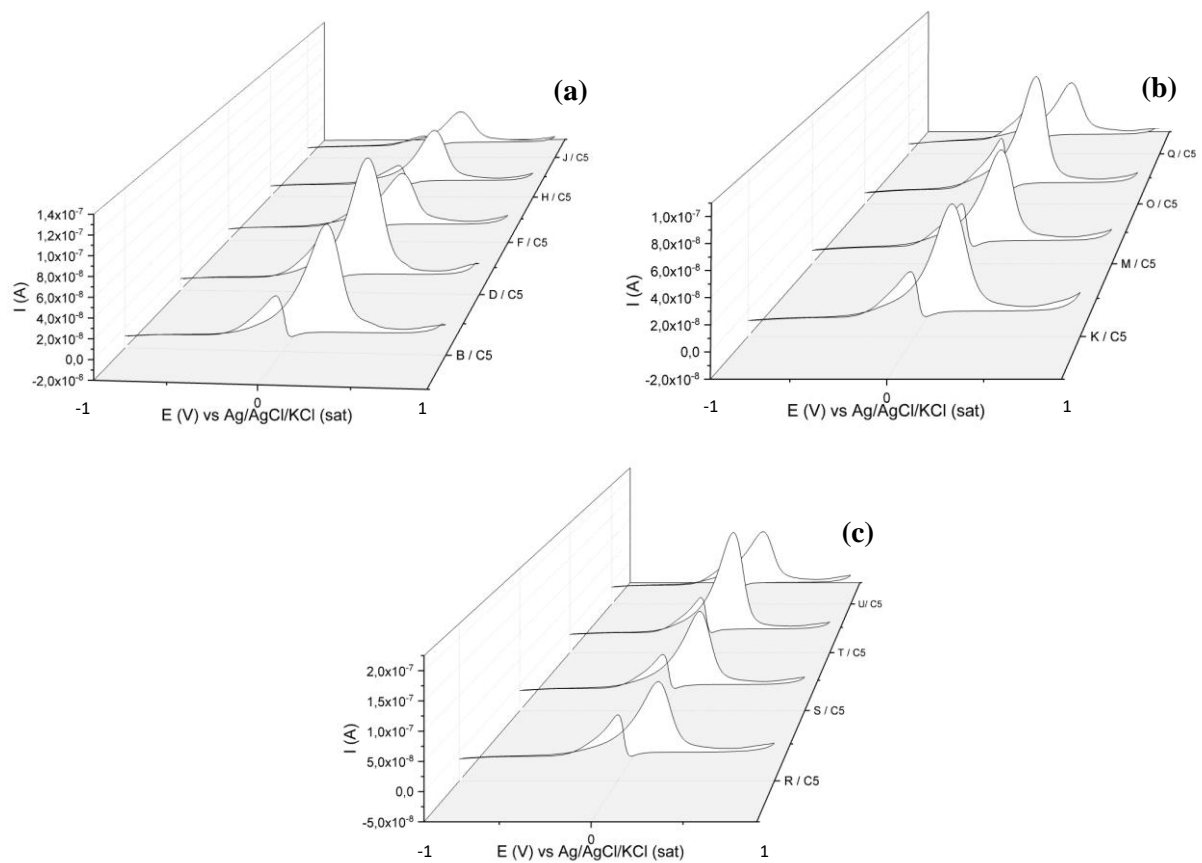 (a)
J / C5
H / C5
F / C5
D / C5
B / C5
1,4x10⁻⁷
1,2x10⁻⁷
1,0x10⁻⁷
8,0x10⁻⁸
6,0x10⁻⁸
4,0x10⁻⁸
2,0x10⁻⁸
0,0
-2,0x10⁻⁸
I (A)
-1
0
1
E (V) vs Ag/AgCl/KCl (sat)
(b)
Q / C5
O / C5
M / C5
K / C5
1,0x10⁻⁷
8,0x10⁻⁸
6,0x10⁻⁸
4,0x10⁻⁸
2,0x10⁻⁸
0,0
-2,0x10⁻⁸
I (A)
-1
0
1
E (V) vs Ag/AgCl/KCl (sat)
(c)
U/ C5
T / C5
S / C5
R / C5
2,0x10⁻⁷
1,5x10⁻⁷
1,0x10⁻⁷
5,0x10⁻⁸
0,0
-5,0x10⁻⁸
I (A)
-1
0
1
E (V) vs Ag/AgCl/KCl (sat)